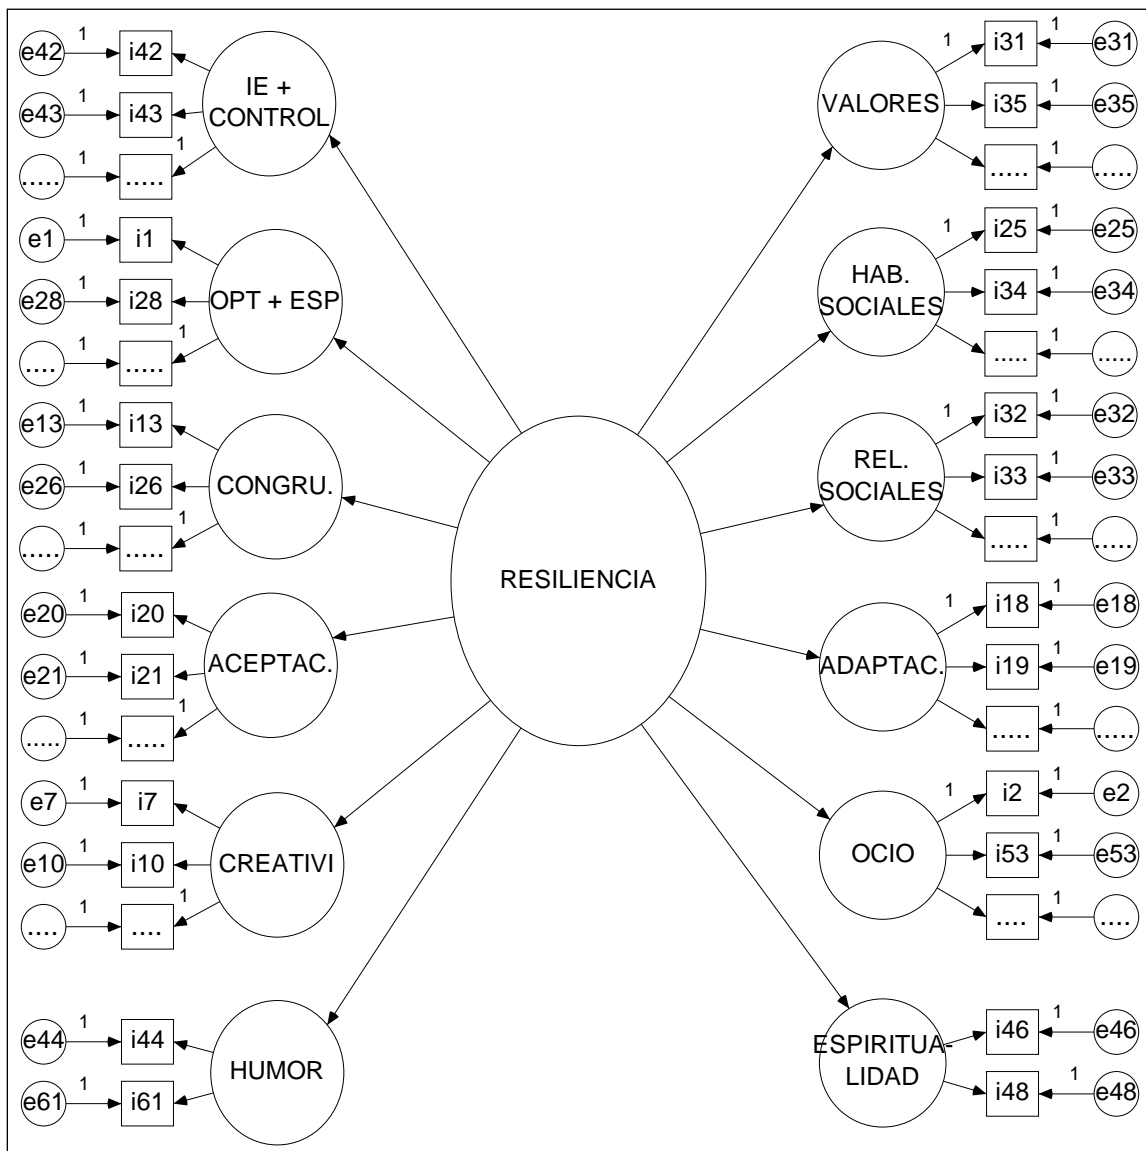 e42 1 i42
e43 1 i43
..... 1 ..... 1
IE +
CONTROL
e1 1 i1
e28 1 i28
.... 1 ..... 1
OPT + ESP
e13 1 i13
e26 1 i26
..... 1 ..... 1
CONGRU.
e20 1 i20
e21 1 i21
..... 1 ..... 1
ACEPTAC.
e7 1 i7
e10 1 i10
.... 1 .... 1
CREATIVI
e44 1 i44
e61 1 i61
HUMOR
RESILIENCIA
VALORES
1 i31 1 e31
i35 1 e35
..... 1 .....
HAB.
SOCIALES
1 i25 1 e25
i34 1 e34
..... 1 .....
REL.
SOCIALES
1 i32 1 e32
i33 1 e33
..... 1 .....
ADAPTAC.
1 i18 1 e18
i19 1 e19
..... 1 .....
OCIO
1 i2 1 e2
i53 1 e53
.... 1 ....
ESPIRITUA-
LIDAD
i46 1 e46
i48 1 e48